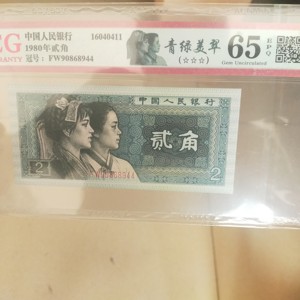 EG
中国人民银行 16040411
1980年贰角
冠号：FW90868944
青绿美翠
(☆☆☆)
65 EPQ
Gem Uncirculated
中国人民银行
贰角
2
2